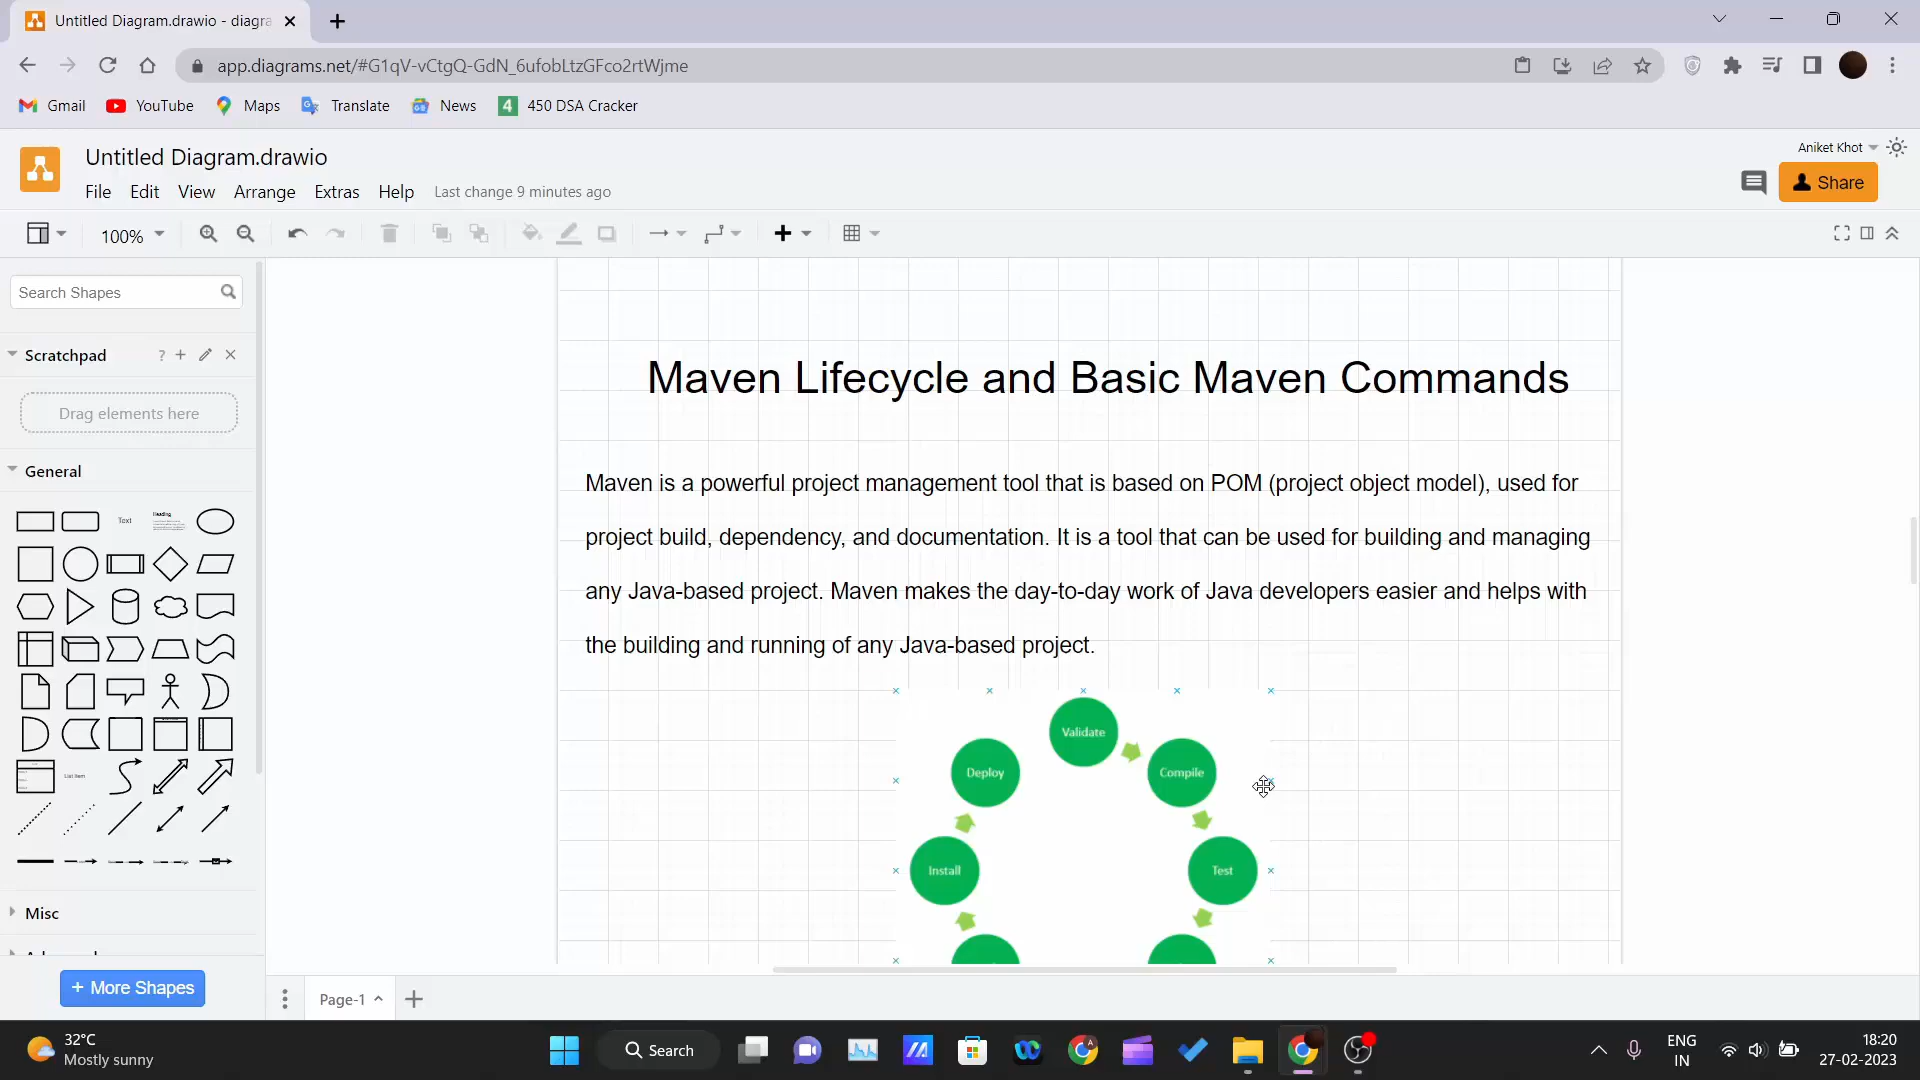 Untitled Diagram.drawio - diagra
app.diagrams.net/#G1qV-vCtgQ-GdN_6ufobLtzGFco2rtWjme
Gmail YouTube Maps Translate News 4 450 DSA Cracker
Untitled Diagram.drawio
Aniket Khot
File Edit View Arrange Extras Help Last change 9 minutes ago
Share
100%
Search Shapes
Scratchpad ?
Drag elements here
General
Text Heading
List Item
Misc
+ More Shapes
Maven Lifecycle and Basic Maven Commands
Maven is a powerful project management tool that is based on POM (project object model), used for
project build, dependency, and documentation. It is a tool that can be used for building and managing
any Java-based project. Maven makes the day-to-day work of Java developers easier and helps with
the building and running of any Java-based project.
Validate
Deploy Compile
Install Test
Page-1
32°C
Mostly sunny
Search
ENG
IN
18:20
27-02-2023